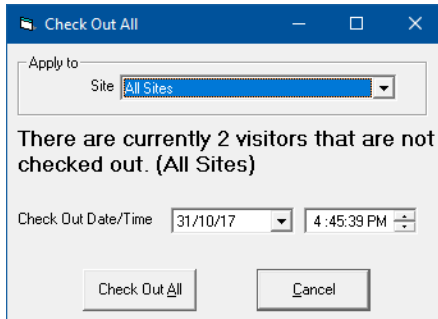 Check Out All
Apply to
Site All Sites
There are currently 2 visitors that are not
checked out. (All Sites)
Check Out Date/Time 31/10/17 4:45:39 PM
Check Out All Cancel